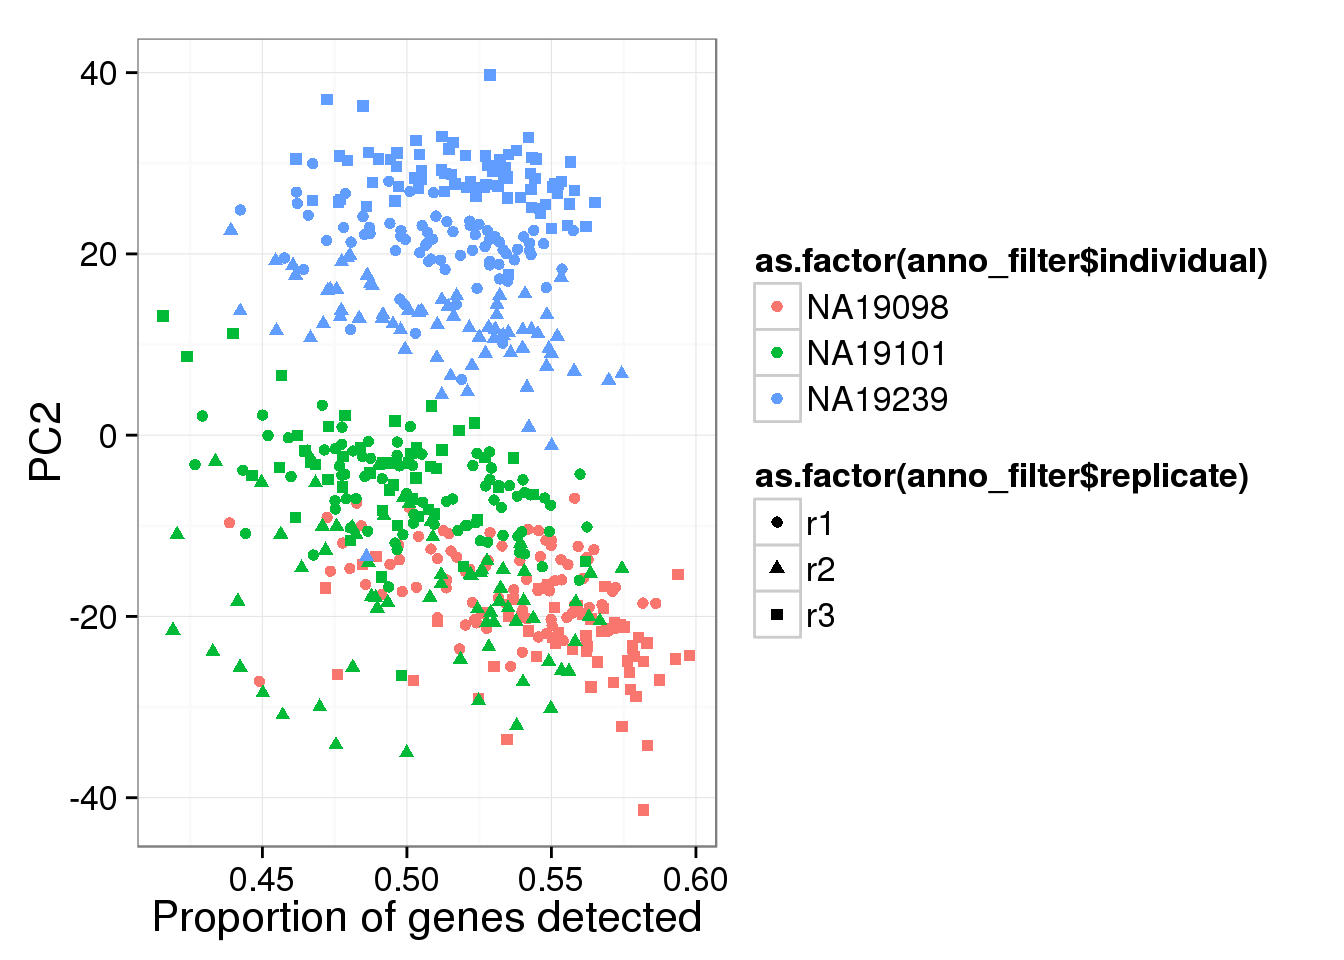 40
20
0
-20
-40
PC2
0.45 0.50 0.55 0.60
Proportion of genes detected
as.factor(anno_filter$individual)
NA19098
NA19101
NA19239
as.factor(anno_filter$replicate)
r1
r2
r3